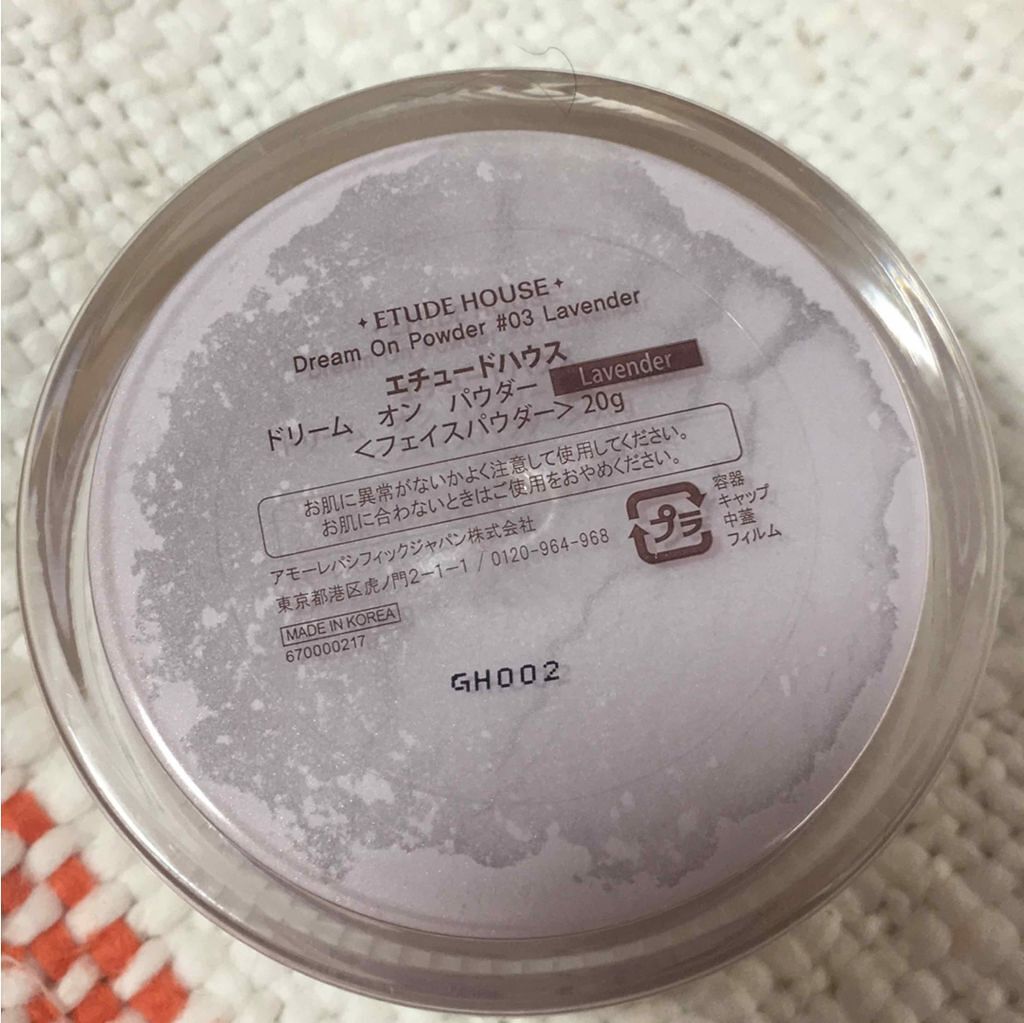 ETUDE HOUSE
Dream On Powder #03 Lavender
エチュードハウス
ドリーム オン パウダー Lavender
<フェイスパウダー> 20g
お肌に異常がないかよく注意して使用してください。
お肌に合わないときはご使用をおやめください。
アモーレパシフィックジャパン株式会社
東京都港区虎ノ門2-1-1 / 0120-964-968
プラ
容器
キャップ
中蓋
フィルム
MADE IN KOREA
670000217
GH002